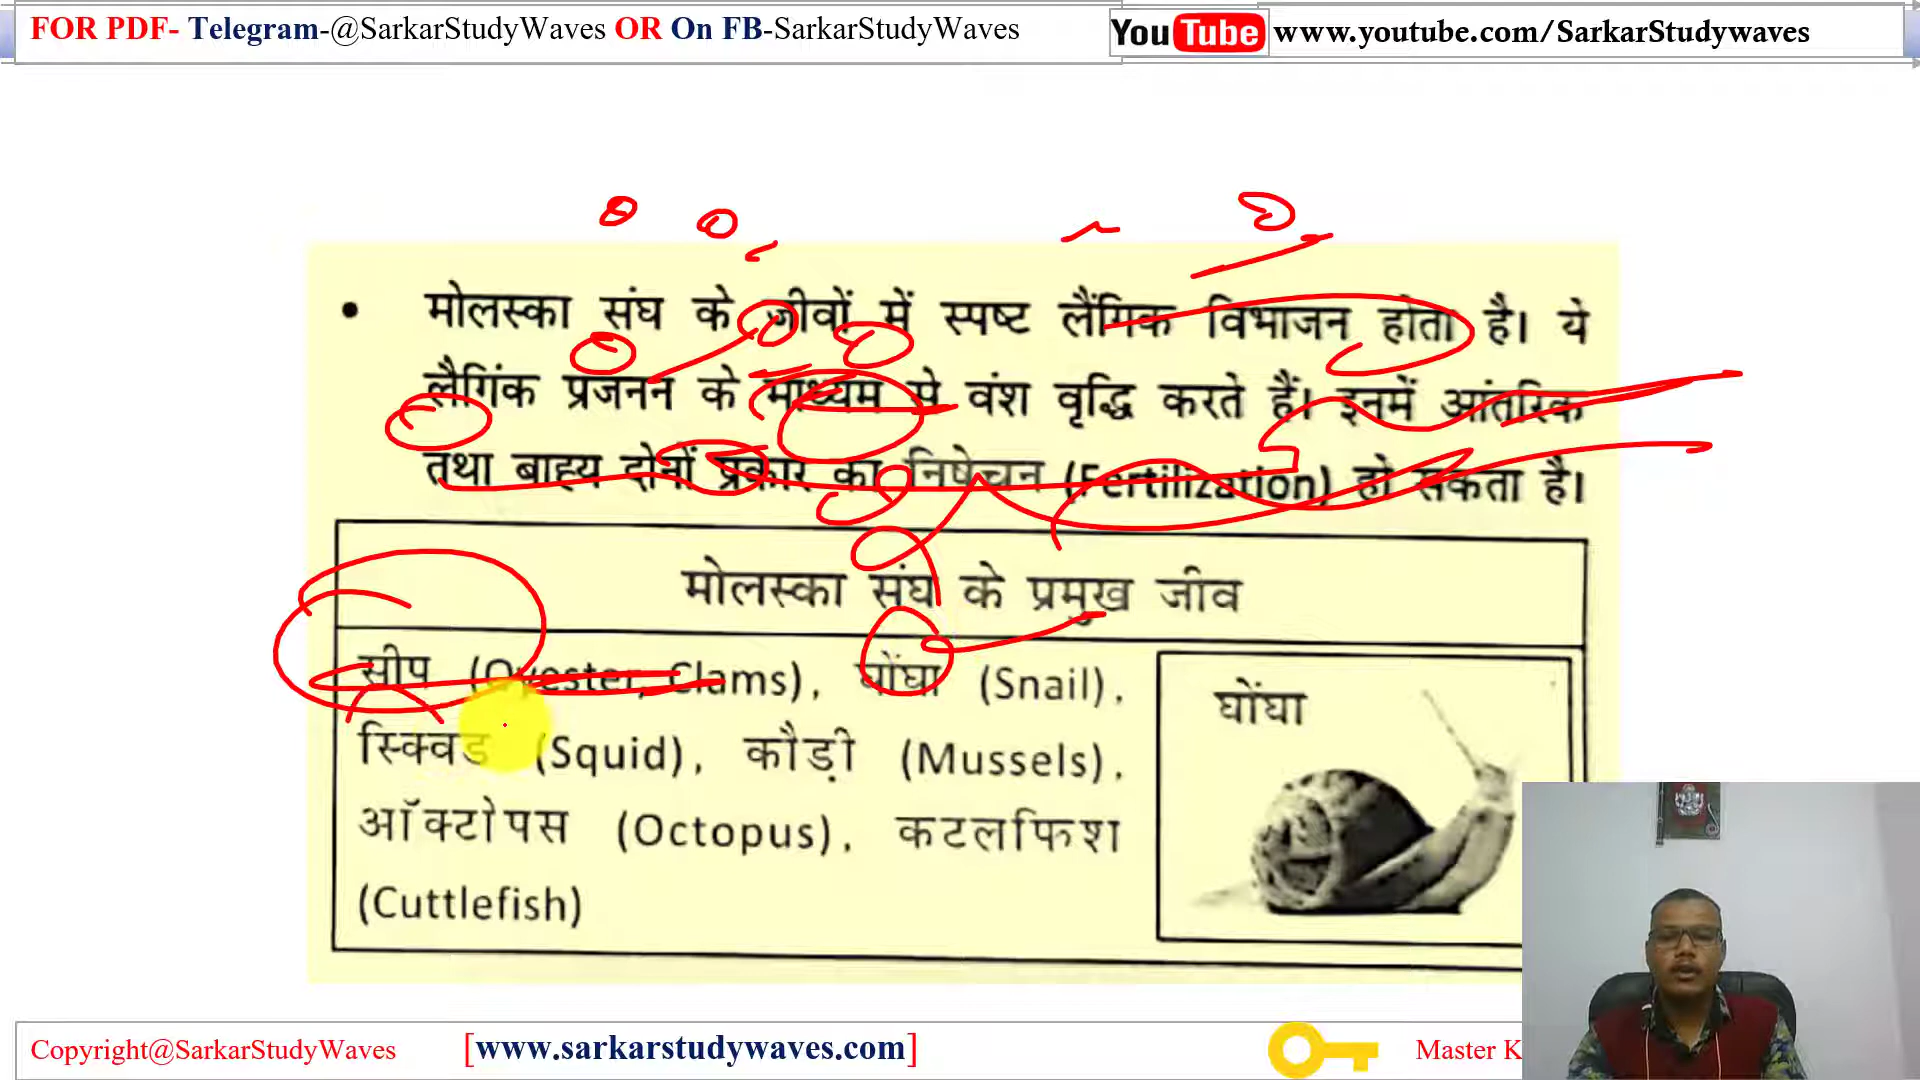 FOR PDF- Telegram-@SarkarStudyWaves OR On FB-SarkarStudyWaves
YouTube www.youtube.com/SarkarStudywaves
• मोलस्का संघ के जीवों में स्पष्ट लैंगिक विभाजन होता है। ये
लैगिंक प्रजनन के माध्यम से वंश वृद्धि करते हैं। इनमें आंतरिक
तथा बाह्य दोनों प्रकार का निषेचन (Fertilization) हो सकता है।
मोलस्का संघ के प्रमुख जीव
सीप (Oyester, Clams), घोंघा (Snail),
स्क्विड (Squid), कौड़ी (Mussels),
ऑक्टोपस (Octopus), कटलफिश
(Cuttlefish)
घोंघा
Copyright@SarkarStudyWaves [www.sarkarstudywaves.com] Master K